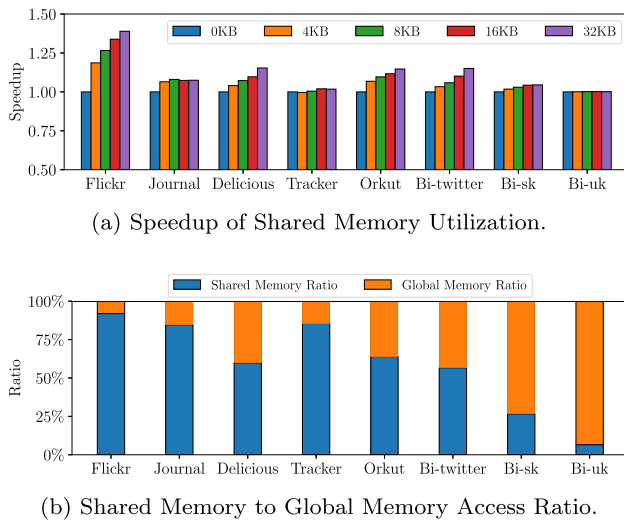 1.50
1.25
1.00
0.75
0.50
Speedup
0KB 4KB 8KB 16KB 32KB
Flickr Journal Delicious Tracker Orkut Bi-twitter Bi-sk Bi-uk
(a) Speedup of Shared Memory Utilization.
Shared Memory Ratio Global Memory Ratio
100%
75%
50%
25%
0%
Ratio
Flickr Journal Delicious Tracker Orkut Bi-twitter Bi-sk Bi-uk
(b) Shared Memory to Global Memory Access Ratio.